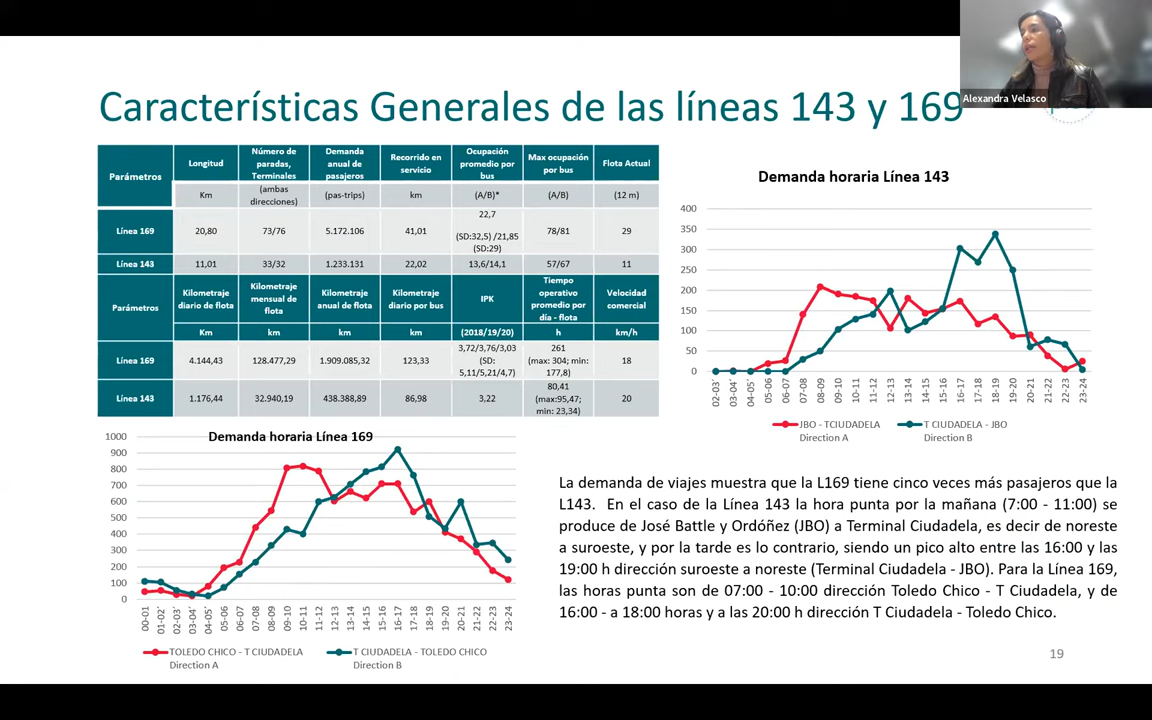 Alexandra Velasco
Características Generales de las líneas 143 y 169
Parámetros
Longitud
Número de paradas, Terminales
Demanda anual de pasajeros
Recorrido en servicio
Ocupación promedio por bus
Max ocupación por bus
Flota Actual
Km
(ambas direcciones)
(pas-trips)
km
(A/B)*
(A/B)
(12 m)
Línea 169
20,80
73/76
5.172.106
41,01
22,7
(SD:32,5) /21,85
(SD:29)
78/81
29
Línea 143
11,01
33/32
1.233.131
22,02
13,6/14,1
57/67
11
Parámetros
Kilometraje diario de flota
Kilometraje mensual de flota
Kilometraje anual de flota
Kilometraje diario por bus
IPK
Tiempo operativo promedio por día - flota
Velocidad comercial
Km
km
km
km
(2018/19/20)
h
km/h
Línea 169
4.144,43
128.477,29
1.909.085,32
123,33
3,72/3,76/3,03
(SD:
5,11/5,21/4,7)
261
(max: 304; min:
177,8)
18
Línea 143
1.176,44
32.940,19
438.388,89
86,98
3,22
80,41
(max:95,47;
min: 23,34)
20
Demanda horaria Línea 143
400
350
300
250
200
150
100
50
0
02-03´
03-04´
04-05´
05-06
06-07
07-08
08-09
09-10
10-11
11-12
12-13
13-14
14-15
15-16
16-17
17-18
18-19
19-20
20-21
21-22
22-23
23-24
JBO - TCIUDADELA
Direction A
T CIUDADELA - JBO
Direction B
Demanda horaria Línea 169
1000
900
800
700
600
500
400
300
200
100
0
00-01
01-02´
02-03´
03-04´
04-05´
05-06
06-07
07-08
08-09
09-10
10-11
11-12
12-13
13-14
14-15
15-16
16-17
17-18
18-19
19-20
20-21
21-22
22-23
23-24
TOLEDO CHICO - T CIUDADELA
Direction A
T CIUDADELA - TOLEDO CHICO
Direction B
La demanda de viajes muestra que la L169 tiene cinco veces más pasajeros que la
L143. En el caso de la Línea 143 la hora punta por la mañana (7:00 - 11:00) se
produce de José Battle y Ordóñez (JBO) a Terminal Ciudadela, es decir de noreste
a suroeste, y por la tarde es lo contrario, siendo un pico alto entre las 16:00 y las
19:00 h dirección suroeste a noreste (Terminal Ciudadela - JBO). Para la Línea 169,
las horas punta son de 07:00 - 10:00 dirección Toledo Chico - T Ciudadela, y de
16:00 - a 18:00 horas y a las 20:00 h dirección T Ciudadela - Toledo Chico.
19